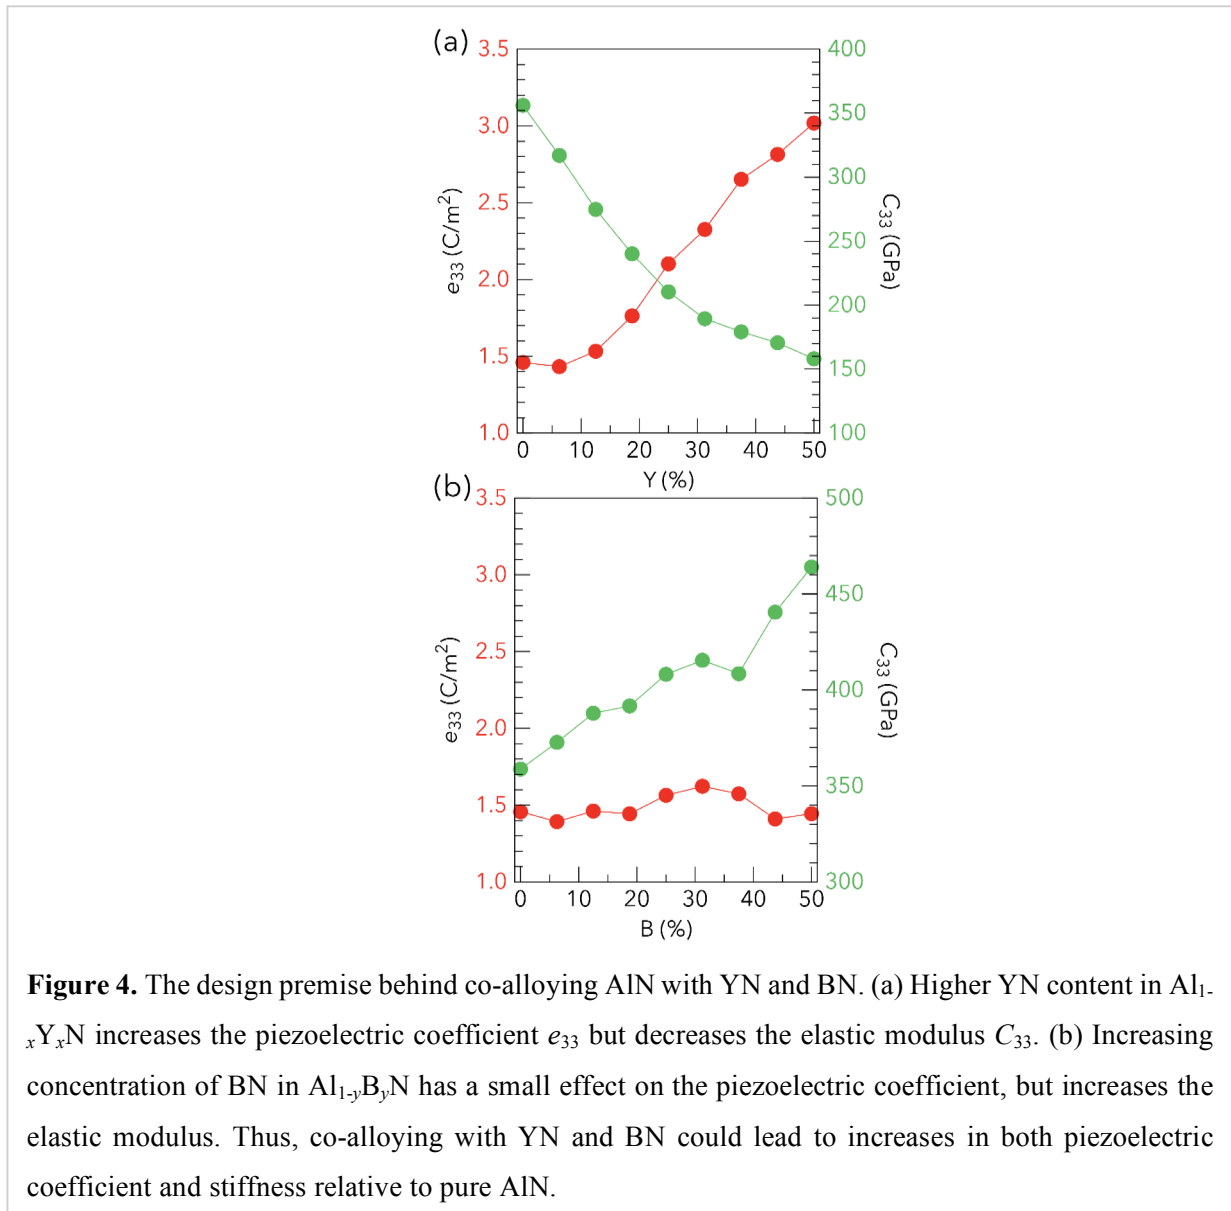 (a)
3.5
3.0
2.5
2.0
1.5
1.0
e33 (C/m2)
400
350
300
250
200
150
100
C33 (GPa)
0 10 20 30 40 50
Y (%)
(b)
3.5
3.0
2.5
2.0
1.5
1.0
e33 (C/m2)
500
450
400
350
300
C33 (GPa)
0 10 20 30 40 50
B (%)
Figure 4. The design premise behind co-alloying AlN with YN and BN. (a) Higher YN content in Al1-
xYxN increases the piezoelectric coefficient e33 but decreases the elastic modulus C33. (b) Increasing
concentration of BN in Al1-yByN has a small effect on the piezoelectric coefficient, but increases the
elastic modulus. Thus, co-alloying with YN and BN could lead to increases in both piezoelectric
coefficient and stiffness relative to pure AlN.